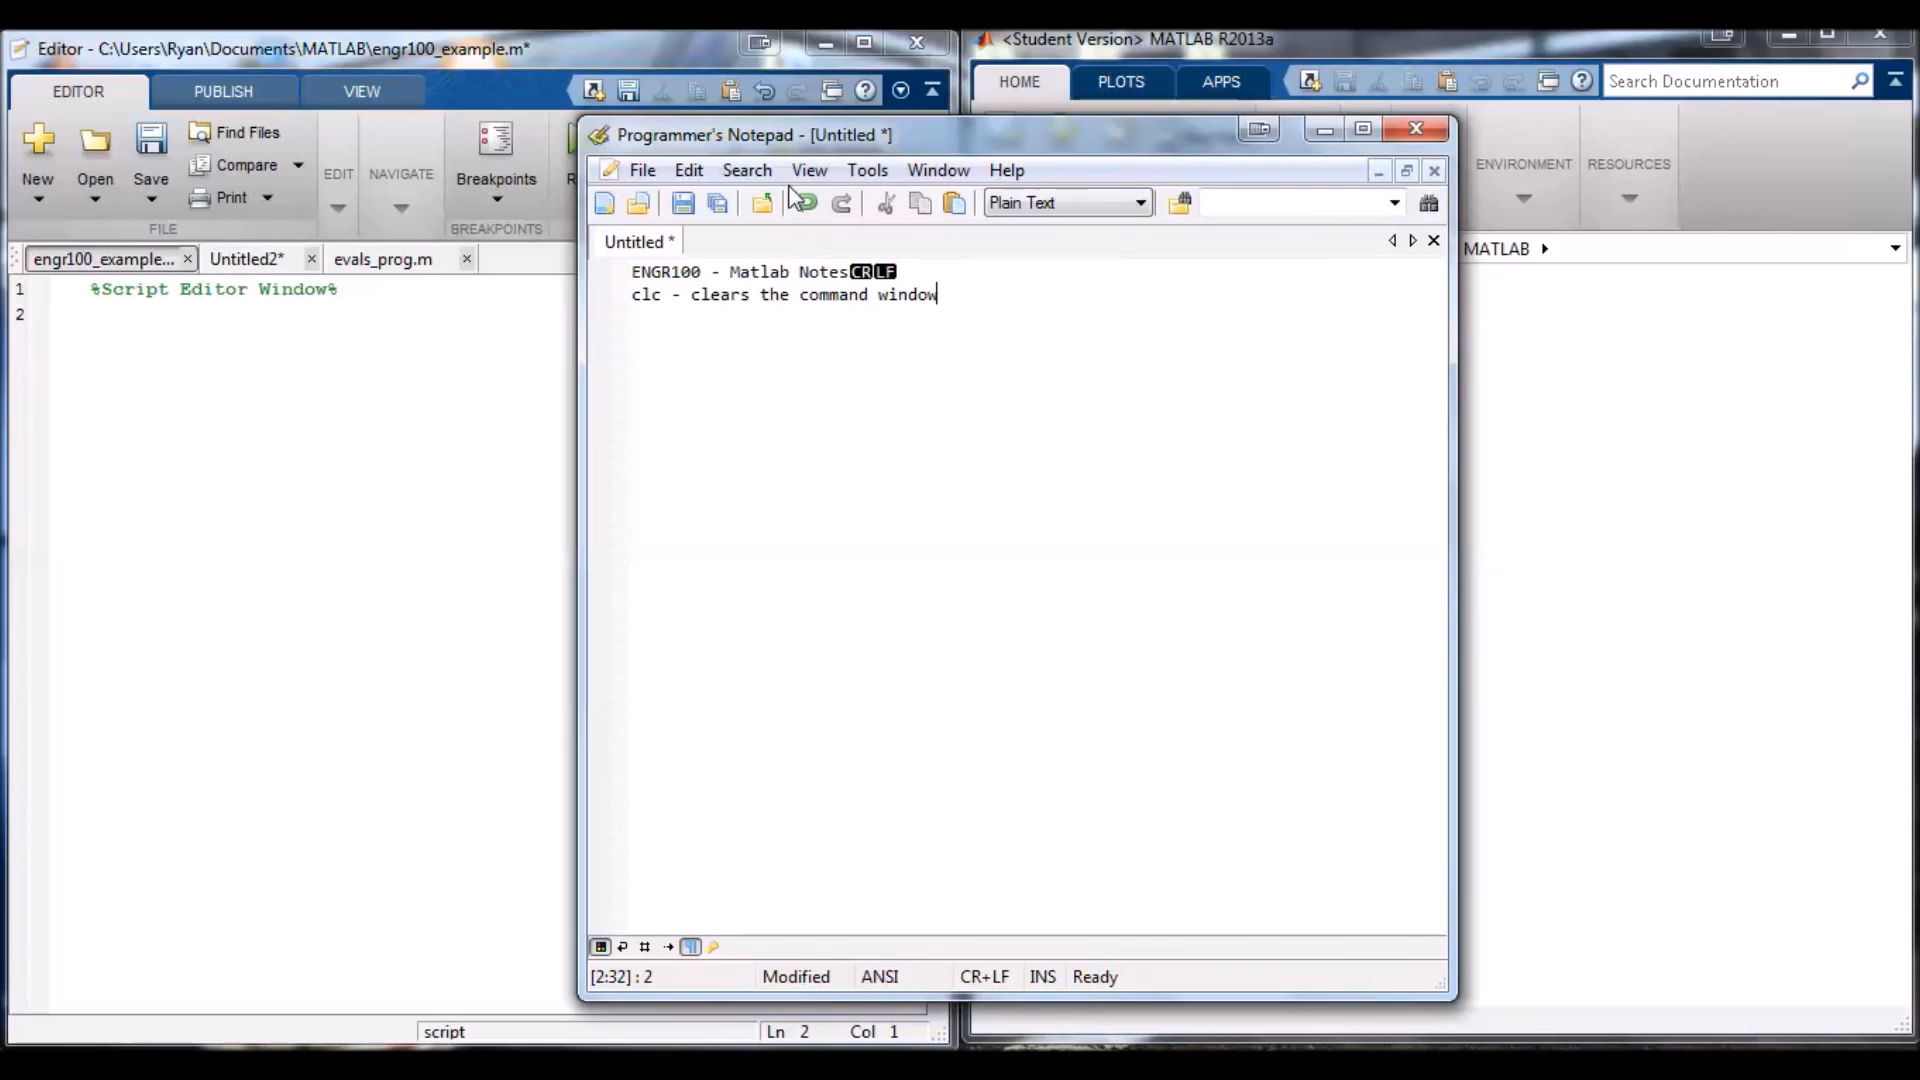 Editor - C:\Users\Ryan\Documents\MATLAB\engr100_example.m*
EDITOR PUBLISH VIEW
New
Open
Save
Find Files
Compare
Print
FILE
EDIT
NAVIGATE
Breakpoints
BREAKPOINTS
engr100_example... Untitled2* evals_prog.m
1 %Script Editor Window%
2
script Ln 2 Col 1
<Student Version> MATLAB R2013a
HOME PLOTS APPS Search Documentation
ENVIRONMENT RESOURCES
MATLAB
Programmer's Notepad - [Untitled *]
File Edit Search View Tools Window Help
Plain Text
Untitled *
ENGR100 - Matlab NotesCRLF
clc - clears the command window
[2:32] : 2 Modified ANSI CR+LF INS Ready